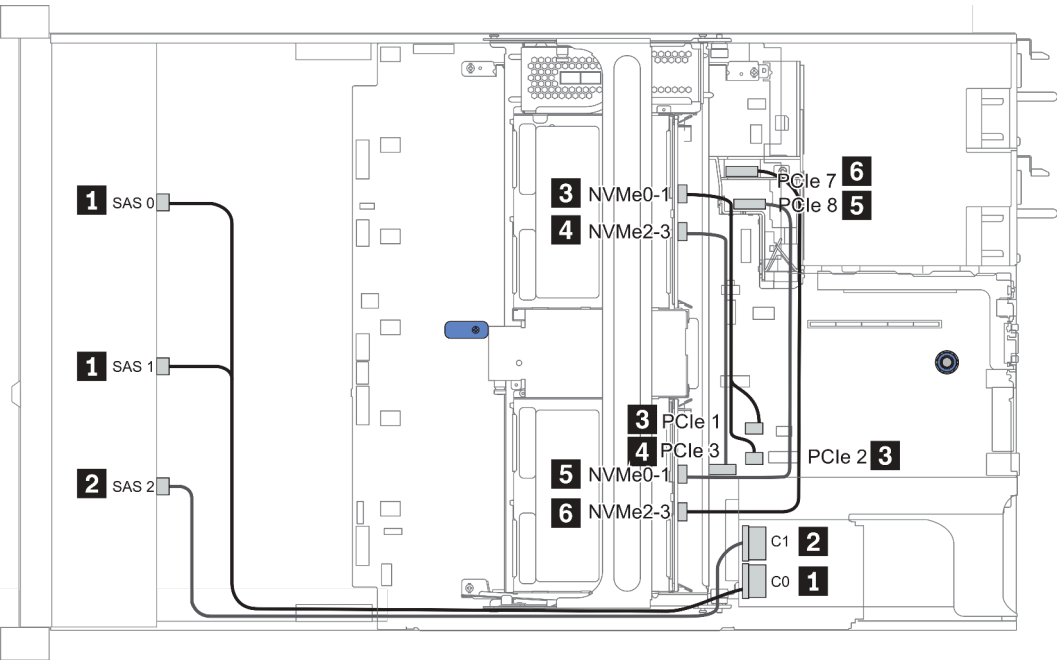 1 SAS 0
1 SAS 1
2 SAS 2
3 NVMe0-1
4 NVMe2-3
PCIe 7 6
PCIe 8 5
3 PCIe 1
4 PCIe 3
PCIe 2 3
5 NVMe0-1
6 NVMe2-3
C1 2
C0 1